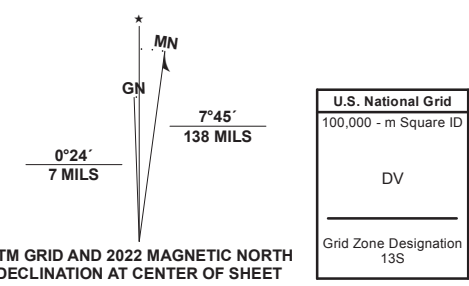 ★
MN
GN
7°45´
138 MILS
0°24´
7 MILS
TM GRID AND 2022 MAGNETIC NORTH
DECLINATION AT CENTER OF SHEET
U.S. National Grid
100,000 - m Square ID
DV
Grid Zone Designation
13S